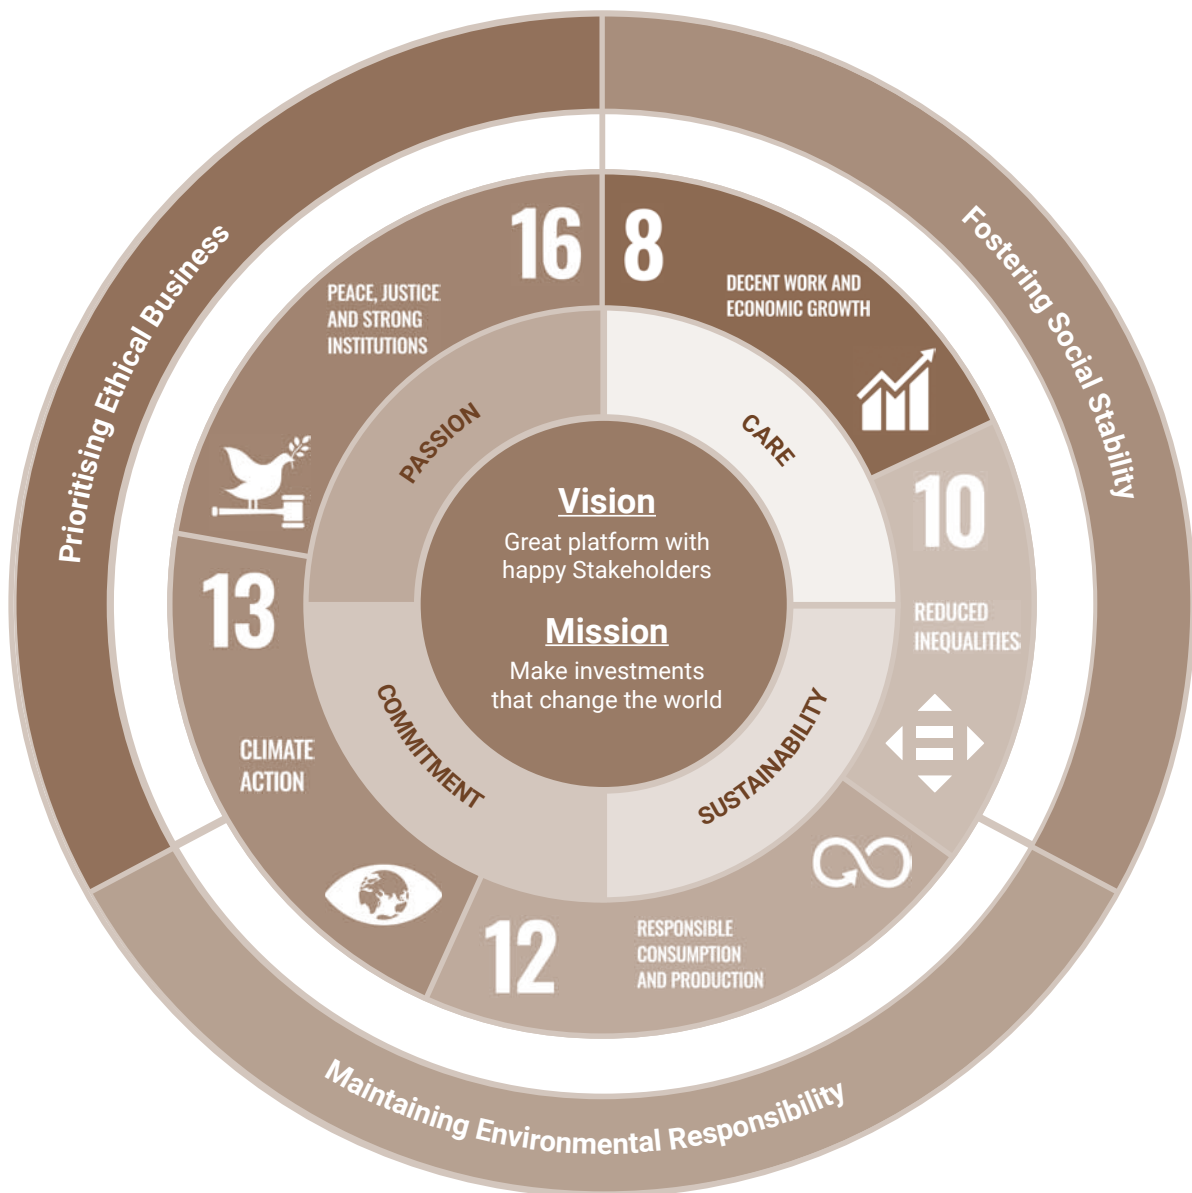 Prioritising Ethical Business
Fostering Social Stability
Maintaining Environmental Responsibility
16
PEACE, JUSTICE
AND STRONG
INSTITUTIONS
8
DECENT WORK AND
ECONOMIC GROWTH
10
REDUCED
INEQUALITIES
12
RESPONSIBLE
CONSUMPTION
AND PRODUCTION
13
CLIMATE
ACTION
PASSION
CARE
SUSTAINABILITY
COMMITMENT
Vision
Great platform with
happy Stakeholders
Mission
Make investments
that change the world